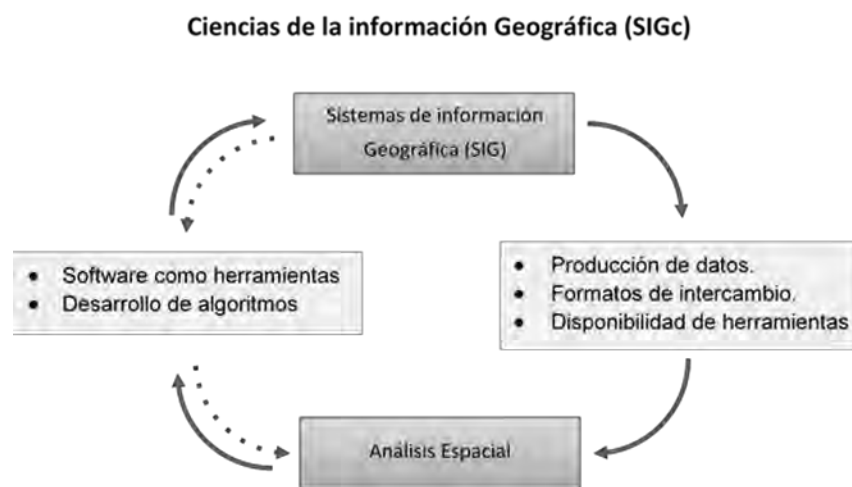 Ciencias de la información Geográfica (SIGc)
Sistemas de información
Geográfica (SIG)
• Software como herramientas
• Desarrollo de algoritmos
• Producción de datos.
• Formatos de intercambio.
• Disponibilidad de herramientas
Análisis Espacial